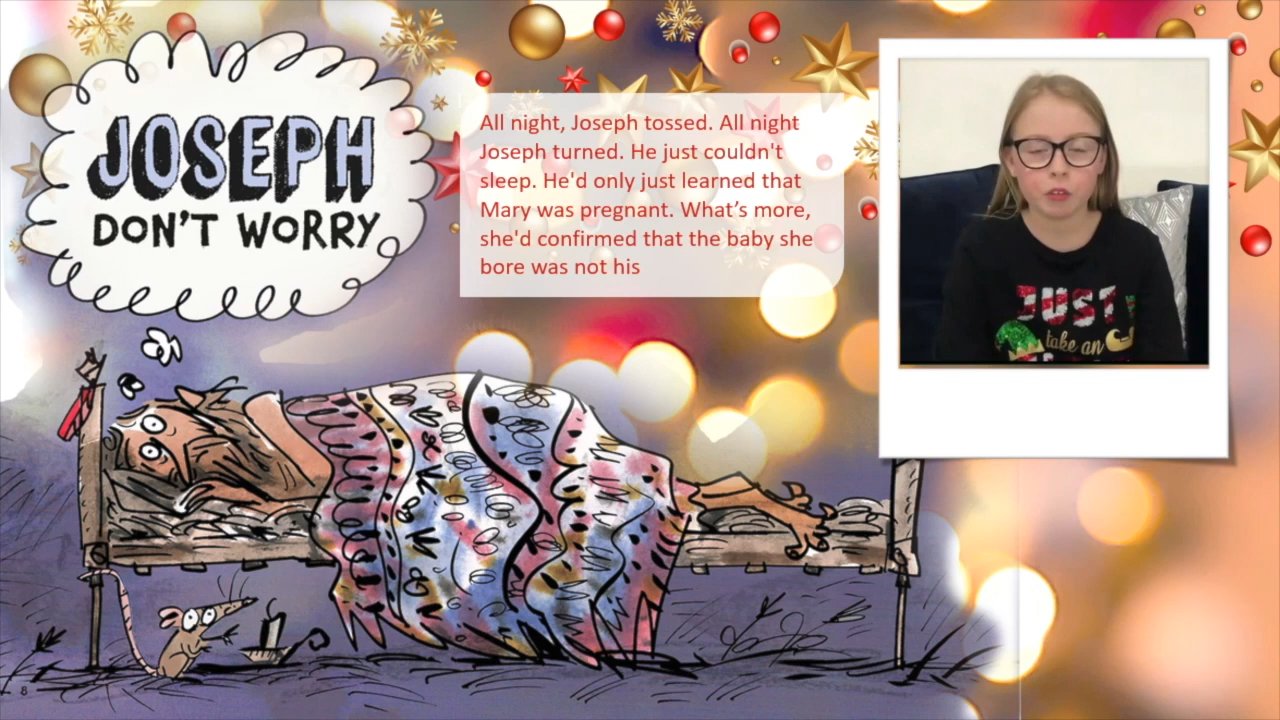 JOSEPH
DON'T WORRY
All night, Joseph tossed. All night
Joseph turned. He just couldn't
sleep. He'd only just learned that
Mary was pregnant. What’s more,
she'd confirmed that the baby she
bore was not his
JUST
take an
8